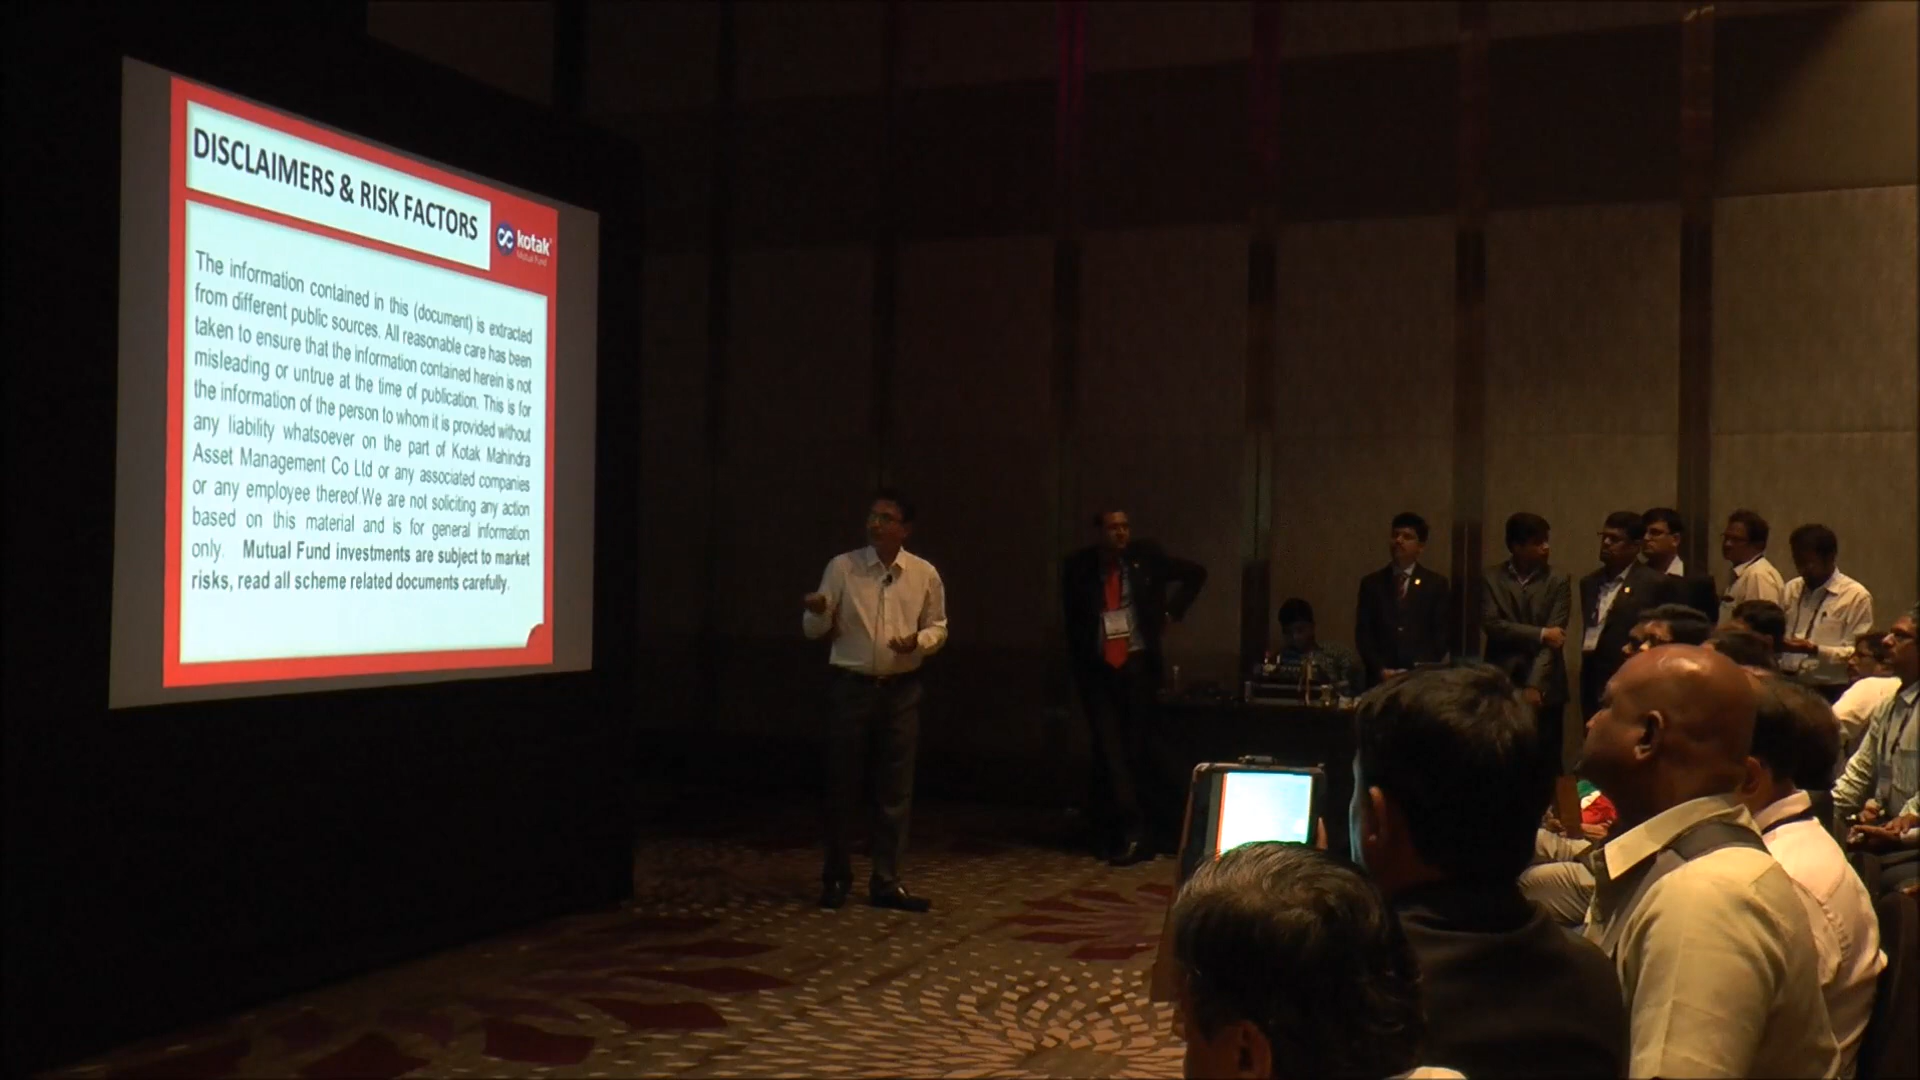 DISCLAIMERS & RISK FACTORS
kotak
Mutual Fund
The information contained in this (document) is extracted
from different public sources. All reasonable care has been
taken to ensure that the information contained herein is not
misleading or untrue at the time of publication. This is for
the information of the person to whom it is provided without
any liability whatsoever on the part of Kotak Mahindra
Asset Management Co Ltd or any associated companies
or any employee thereof.We are not soliciting any action
based on this material and is for general information
only. Mutual Fund investments are subject to market
risks, read all scheme related documents carefully.